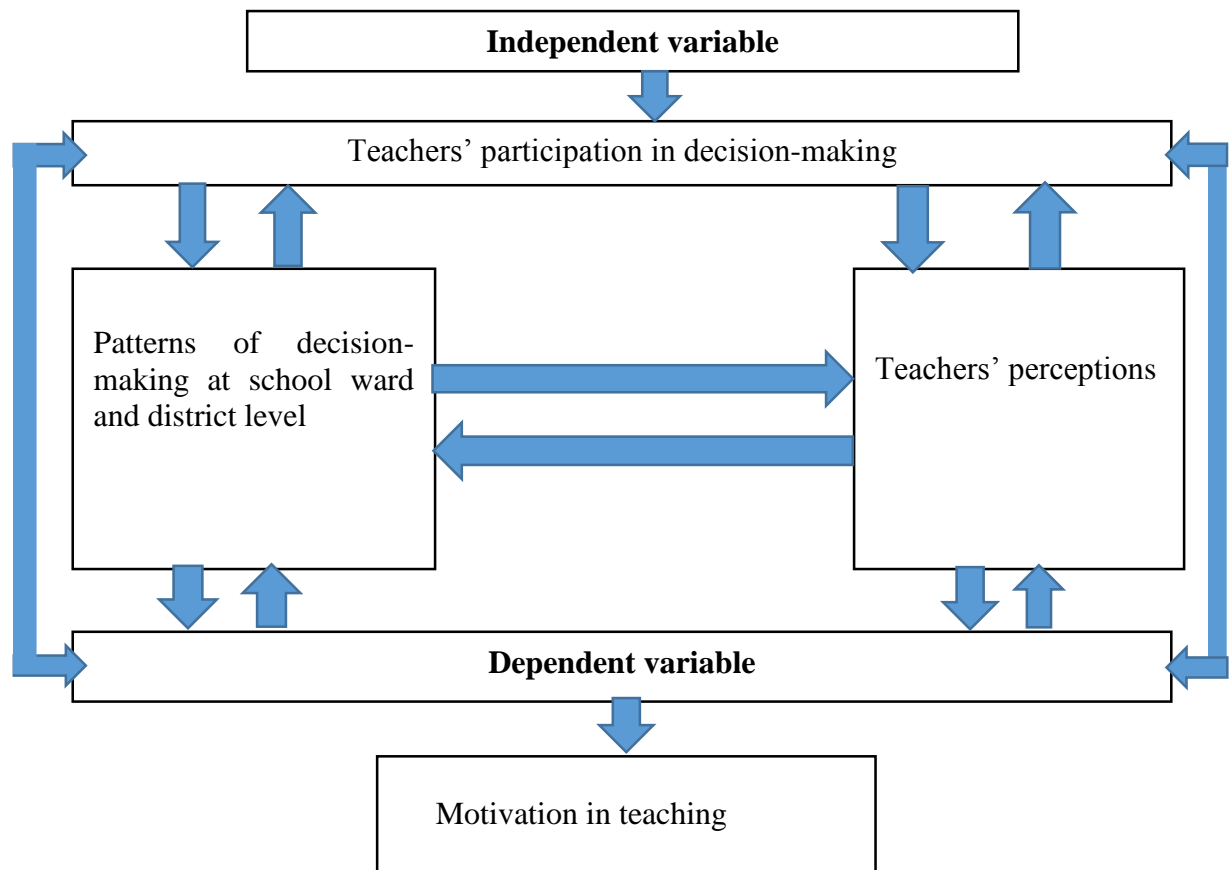 Independent variable
Teachers’ participation in decision-making
Patterns of decision-
making at school ward
and district level
Teachers’ perceptions
Dependent variable
Motivation in teaching